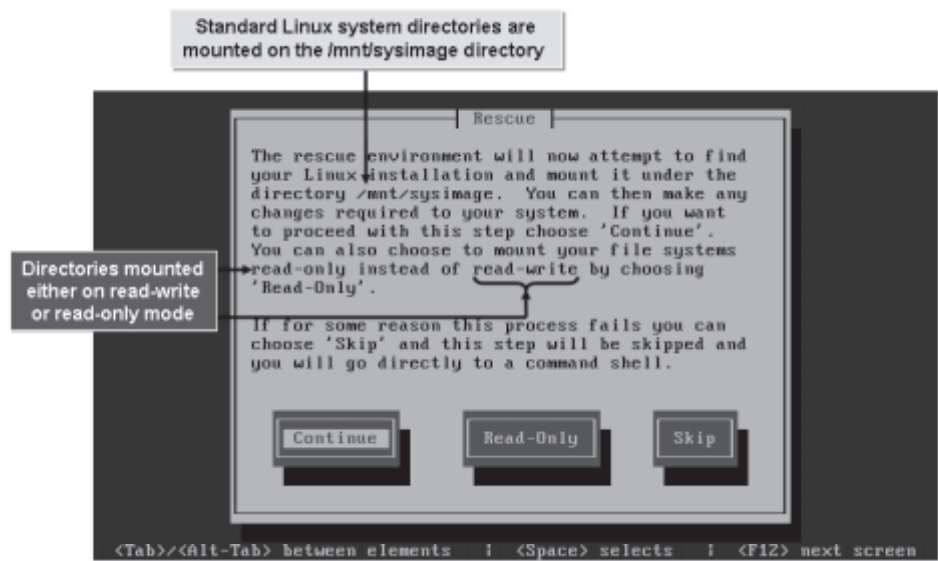 Standard Linux system directories are
mounted on the /mnt/sysimage directory
Rescue
The rescue environment will now attempt to find
your Linux installation and mount it under the
directory /mnt/sysimage.  You can then make any
changes required to your system.  If you want
to proceed with this step choose 'Continue'.
You can also choose to mount your file systems
read-only instead of read-write by choosing
'Read-Only'.
Directories mounted
either on read-write
or read-only mode
If for some reason this process fails you can
choose 'Skip' and this step will be skipped and
you will go directly to a command shell.
Continue
Read-Only
Skip
<Tab>/<Alt-Tab> between elements   |  <Space> selects   |  <F12> next screen